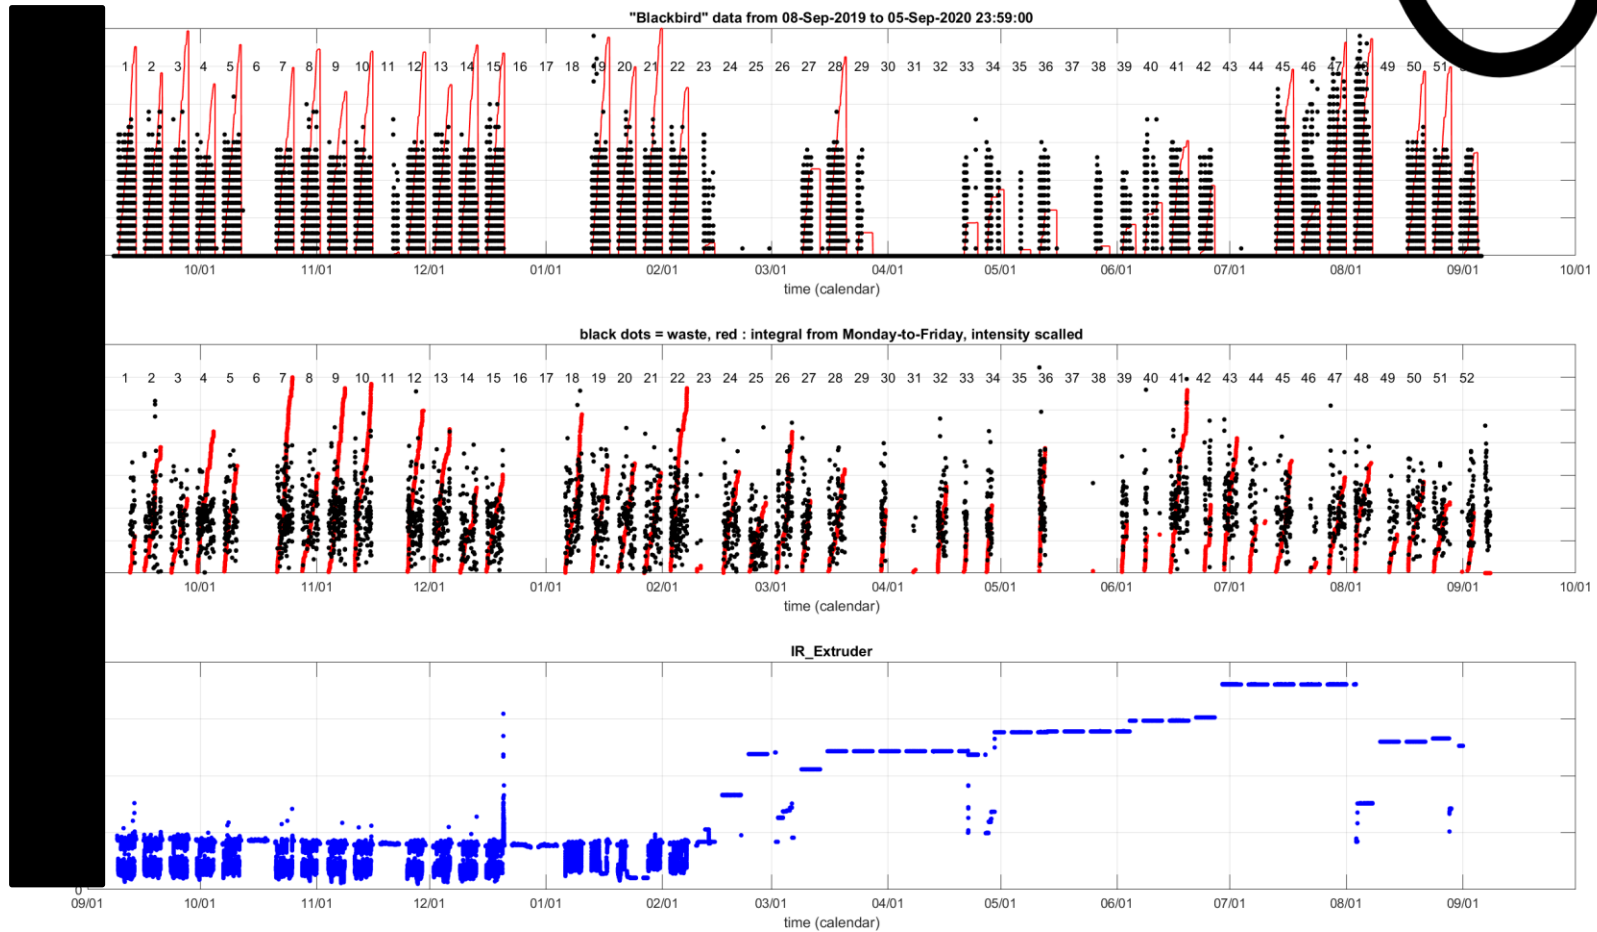 "Blackbird" data from 08-Sep-2019 to 05-Sep-2020 23:59:00
1 2 3 4 5 6 7 8 9 10 11 12 13 14 15 16 17 18 19 20 21 22 23 24 25 26 27 28 29 30 31 32 33 34 35 36 37 38 39 40 41 42 43 44 45 46 47 49 50 51
10/01 11/01 12/01 01/01 02/01 03/01 04/01 05/01 06/01 07/01 08/01 09/01 10/01
time (calendar)
black dots = waste, red : integral from Monday-to-Friday, intensity scalled
1 2 3 4 5 6 7 8 9 10 11 12 13 14 15 16 17 18 19 20 21 22 23 24 25 26 27 28 29 30 31 32 33 34 35 36 37 38 39 40 41 42 43 44 45 46 47 48 49 50 51 52
10/01 11/01 12/01 01/01 02/01 03/01 04/01 05/01 06/01 07/01 08/01 09/01 10/01
time (calendar)
IR_Extruder
0
09/01 10/01 11/01 12/01 01/01 02/01 03/01 04/01 05/01 06/01 07/01 08/01 09/01 10/01
time (calendar)